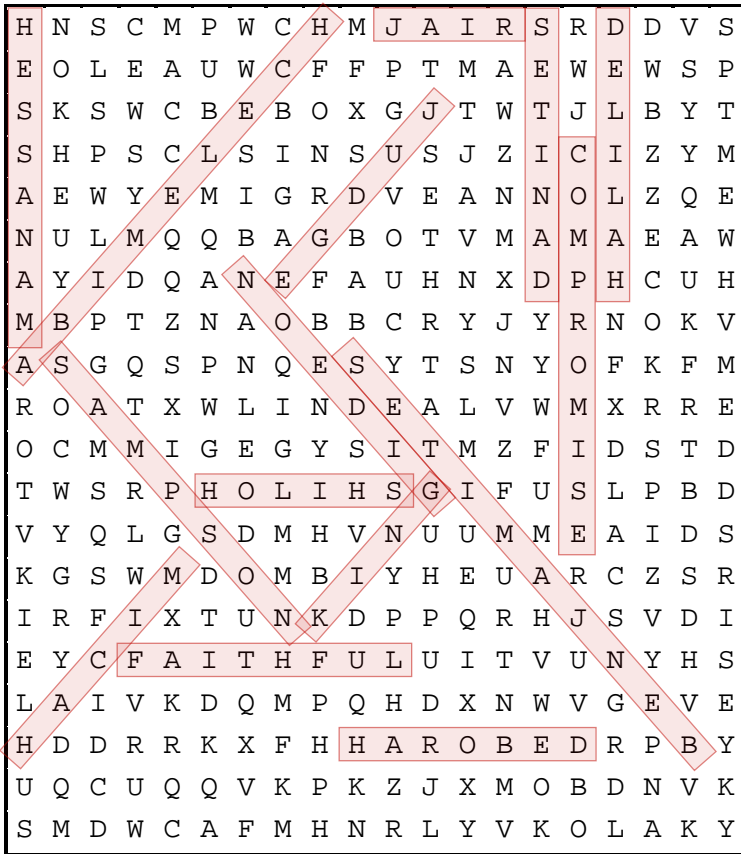 H N S C M P W C H M J A I R S R D D V S
E O L E A U W C F F P T M A E W E W S P
S K S W C B E B O X G J T W T J L B Y T
S H P S C L S I N S U S J Z I C I Z Y M
A E W Y E M I G R D V E A N N O L Z Q E
N U L M Q Q B A G B O T V M A M A E A W
A Y I D Q A N E F A U H N X D P H C U H
M B P T Z N A O B B C R Y J Y R N O K V
A S G Q S P N Q E S Y T S N Y O F K F M
R O A T X W L I N D E A L V W M X R R E
O C M M I G E G Y S I T M Z F I D S T D
T W S R P H O L I H S G I F U S L P B D
V Y Q L G S D M H V N U U M M E A I D S
K G S W M D O M B I Y H E U A R C Z S R
I R F I X T U N K D P P Q R H J S V D I
E Y C F A I T H F U L U I T V U N Y H S
L A I V K D Q M P Q H D X N W V G E V E
H D D R R K X F H H A R O B E D R P B Y
U Q C U Q Q V K P K Z J X M O B D N V K
S M D W C A F M H N R L Y V K O L A K Y